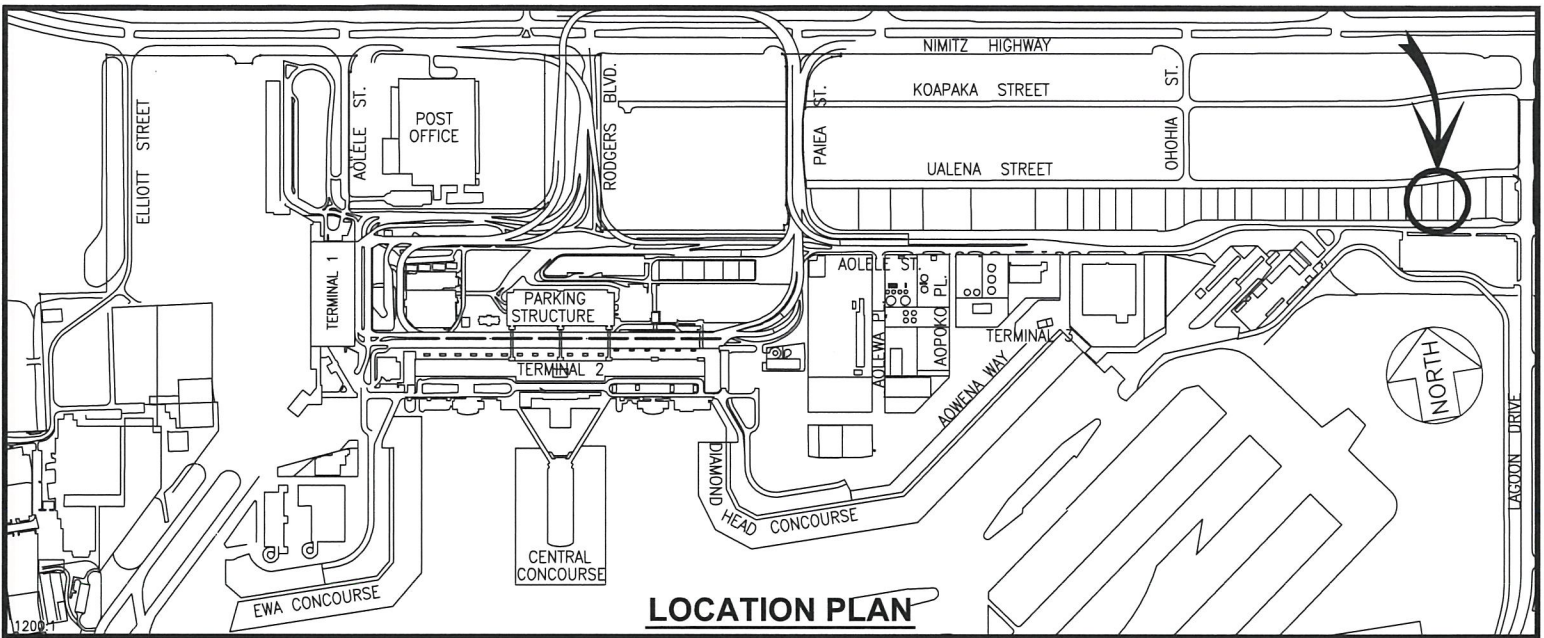 NIMITZ HIGHWAY
KOAPAKA STREET
UALENA STREET
ELLIOTT STREET
AOLELE ST.
POST
OFFICE
RODGERS BLVD.
PAIEA ST.
OHOHIA ST.
TERMINAL 1
PARKING
STRUCTURE
TERMINAL 2
AOLELE ST.
AOLEWA PL.
AOPOKO PL.
TERMINAL 3
AOWENA WAY
NORTH
LAGOON DRIVE
DIAMOND
HEAD CONCOURSE
CENTRAL
CONCOURSE
EWA CONCOURSE
LOCATION PLAN
1200-1